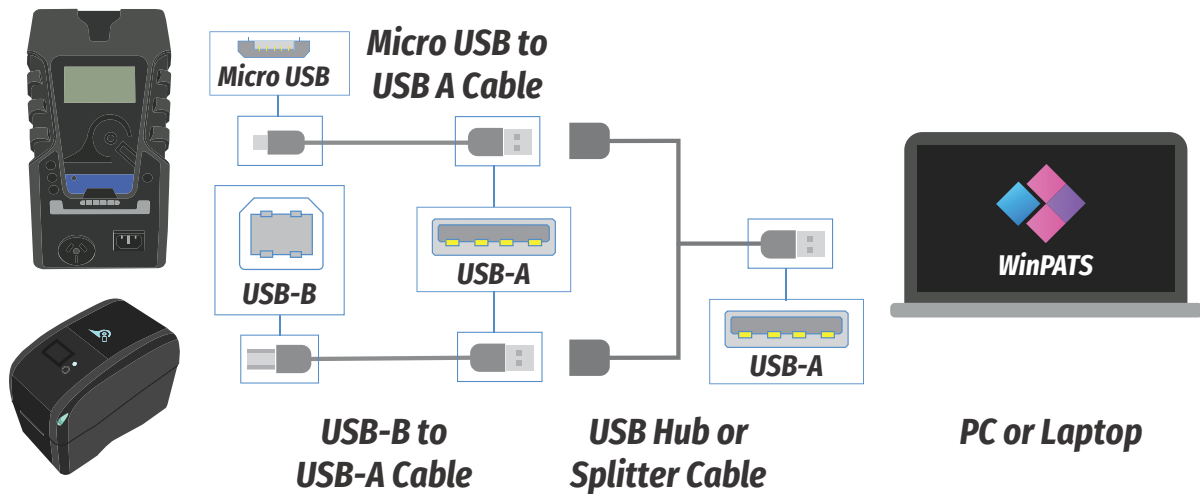 Micro USB
Micro USB to
USB A Cable
USB-B
USB-A
USB-A
WinPATS
USB-B to
USB-A Cable
USB Hub or
Splitter Cable
PC or Laptop